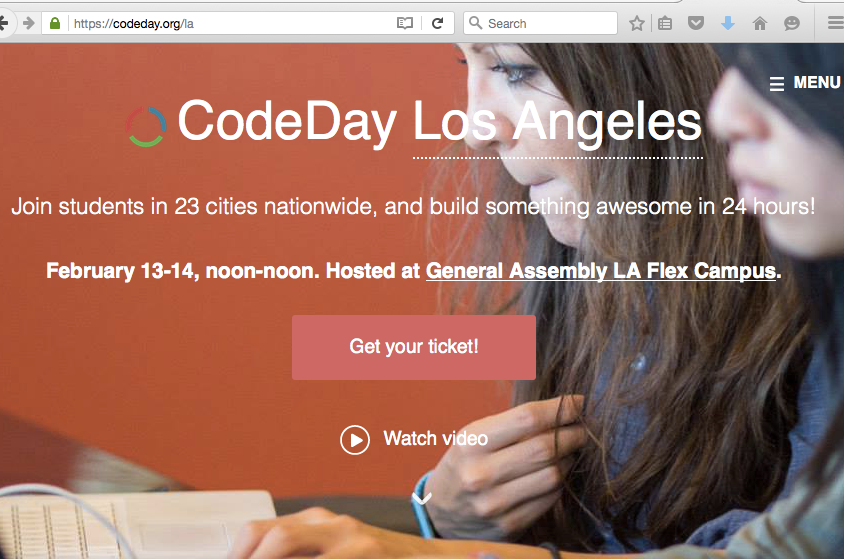 https://codeday.org/la
Search
MENU
CodeDay Los Angeles
Join students in 23 cities nationwide, and build something awesome in 24 hours!
February 13-14, noon-noon. Hosted at General Assembly LA Flex Campus.
Get your ticket!
Watch video